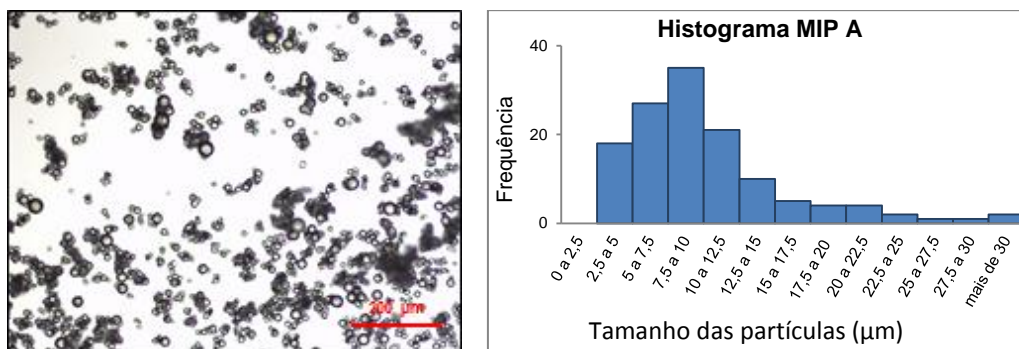 200 µm
Histograma MIP A
Frequência
40
20
0
0 a 2,5
2,5 a 5
5 a 7,5
7,5 a 10
10 a 12,5
12,5 a 15
15 a 17,5
17,5 a 20
20 a 22,5
22,5 a 25
25 a 27,5
27,5 a 30
mais de 30
Tamanho das partículas (µm)